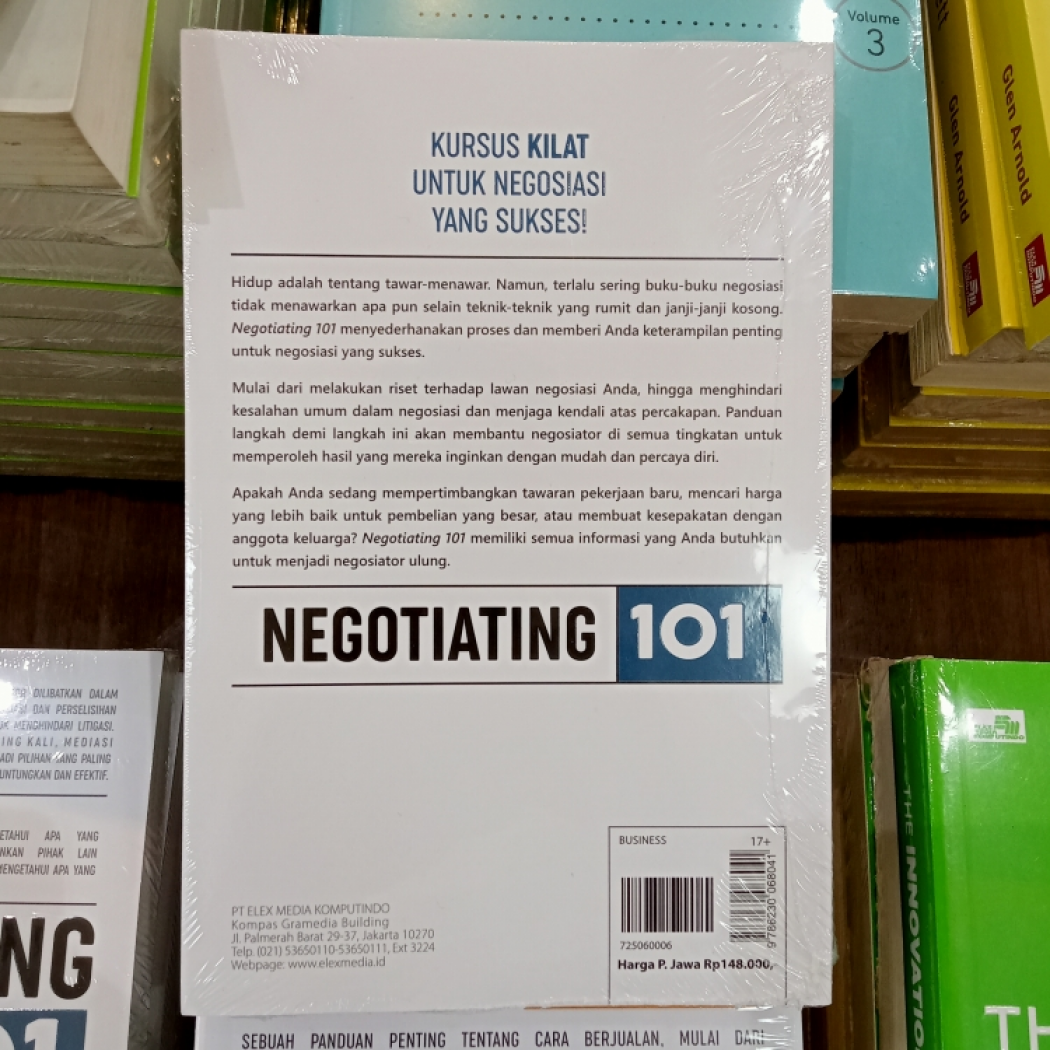 Volume
3
Glen Arnold
Glen Arnold
KURSUS KILAT
UNTUK NEGOSIASI
YANG SUKSES!
Hidup adalah tentang tawar-menawar. Namun, terlalu sering buku-buku negosiasi
tidak menawarkan apa pun selain teknik-teknik yang rumit dan janji-janji kosong.
Negotiating 101 menyederhanakan proses dan memberi Anda keterampilan penting
untuk negosiasi yang sukses.
Mulai dari melakukan riset terhadap lawan negosiasi Anda, hingga menghindari
kesalahan umum dalam negosiasi dan menjaga kendali atas percakapan. Panduan
langkah demi langkah ini akan membantu negosiator di semua tingkatan untuk
memperoleh hasil yang mereka inginkan dengan mudah dan percaya diri.
Apakah Anda sedang mempertimbangkan tawaran pekerjaan baru, mencari harga
yang lebih baik untuk pembelian yang besar, atau membuat kesepakatan dengan
anggota keluarga? Negotiating 101 memiliki semua informasi yang Anda butuhkan
untuk menjadi negosiator ulung.
NEGOTIATING 101
BUSINESS 17+
9786230 068041
725060006
Harga P. Jawa Rp148.000,-
PT ELEX MEDIA KOMPUTINDO
Kompas Gramedia Building
Jl. Palmerah Barat 29-37, Jakarta 10270
Telp. (021) 53650110-53650111, Ext 3224
Webpage: www.elexmedia.id
DILIBATKAN DALAM
DAN PERSELISIHAN
MENGHINDARI LITIGASI.
KALI, MEDIASI
PILIHAN YANG PALING
DAN EFEKTIF.
APA YANG
PIHAK LAIN
MENGETAHUI APA YANG
NG
THE INNOVATIO
SEBUAH PANDUAN PENTING TENTANG CARA BERJUALAN, MULAI DARI